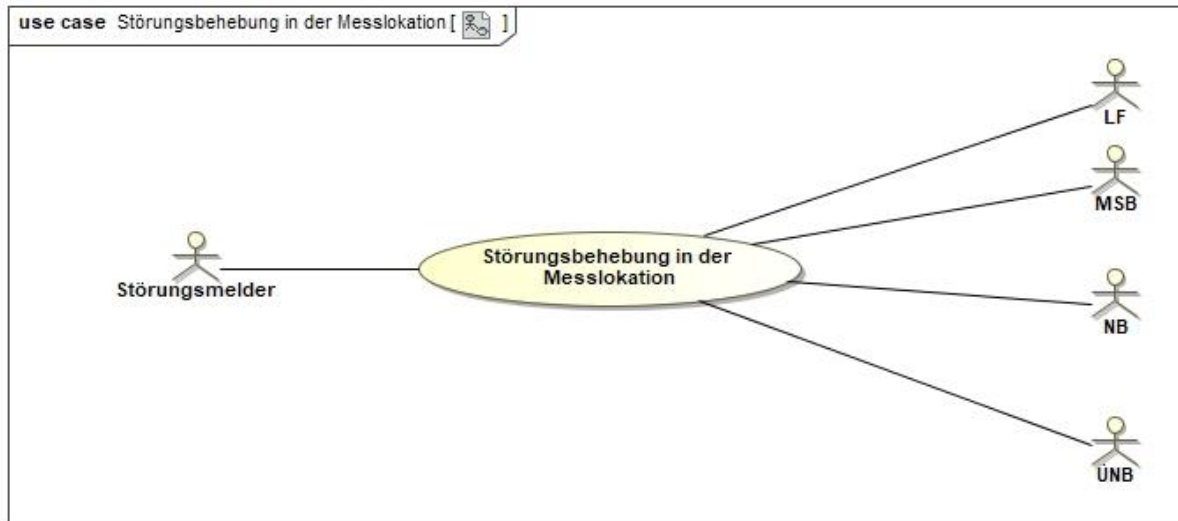 use case Störungsbehebung in der Messlokation [ ]
LF
MSB
Störungsbehebung in der
Messlokation
Störungsmelder
NB
ÜNB